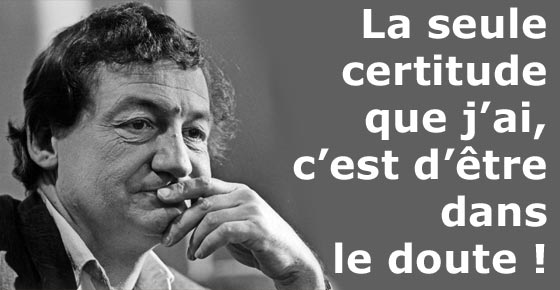 La seule
certitude
que j’ai,
c’est d’être
dans
le doute !